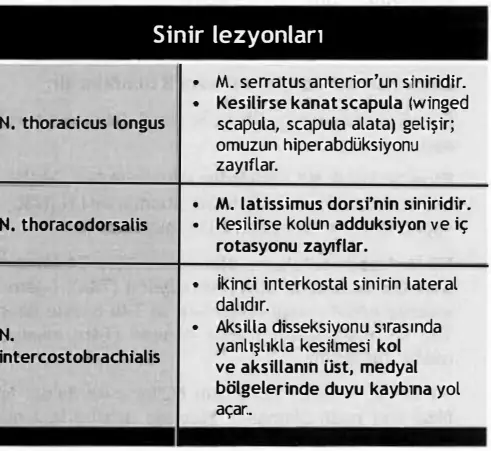 Sinir lezyonları
N. thoracicus longus
• M. serratus anterior'un siniridir.
• Kesilirse kanat scapula (winged
scapula, scapula alata) gelişir;
omuzun hiperabdüksiyonu
zayıflar.
N. thoracodorsalis
• M. latissimus dorsi'nin siniridir.
• Kesilirse kolun adduksiyon ve iç
rotasyonu zayıflar.
N.
intercostobrachialis
• İkinci interkostal sinirin lateral
dalıdır.
• Aksilla disseksiyonu sırasında
yanlışlıkla kesilmesi kol
ve aksillanın üst, medyal
bölgelerinde duyu kaybına yol
açar.